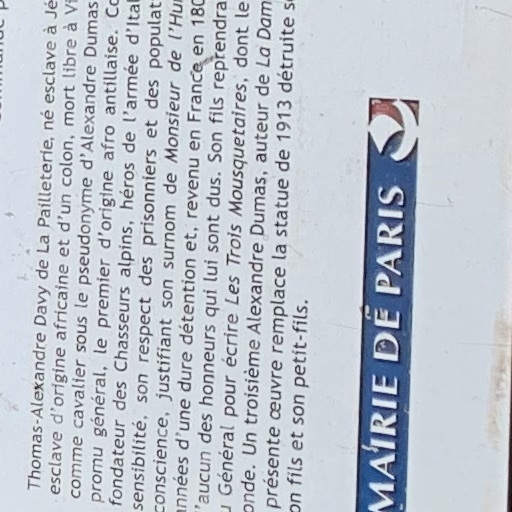 Thomas-Alexandre Davy de La Pailleterie, né esclave à Jé
esclave d'origine africaine et d'un colon, mort libre à Vi
comme cavalier sous le pseudonyme d'Alexandre Dumas
promu général, le premier d'origine afro antillaise. Co
fondateur des Chasseurs alpins, héros de l'armée d'Ital
sensibilité, son respect des prisonniers et des populat
conscience, justifiant son surnom de Monsieur de l'Hu
années d'une dure détention et, revenu en France en 180
'aucun des honneurs qui lui sont dus. Son fils reprendra
u Général pour écrire Les Trois Mousquetaires, dont le
onde. Un troisième Alexandre Dumas, auteur de La Dam
présente œuvre remplace la statue de 1913 détruite s
on fils et son petit-fils.
MAIRIE DE PARIS